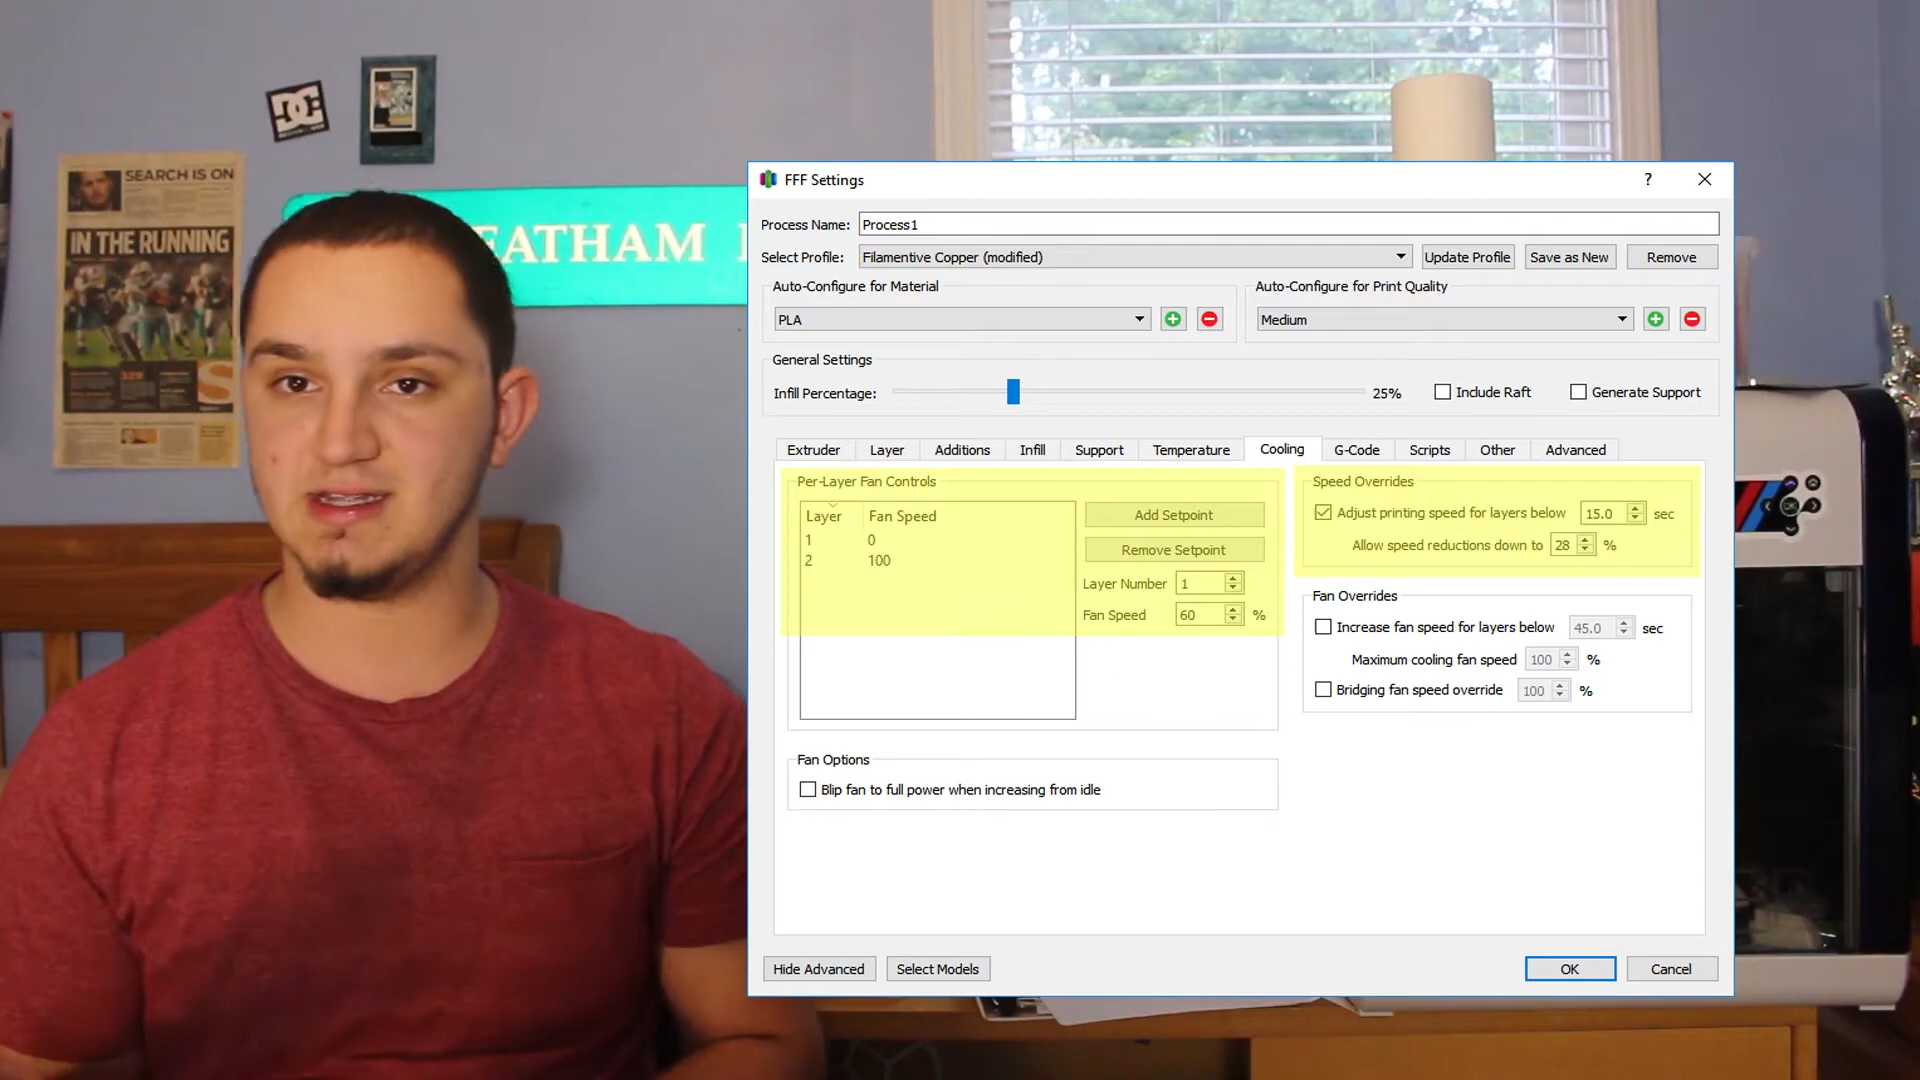 DC
SEARCH IS ON
IN THE RUNNING
EATHAM
FFF Settings
?
Process Name: Process1
Select Profile: Filamentive Copper (modified) Update Profile Save as New Remove
Auto-Configure for Material
PLA
Auto-Configure for Print Quality
Medium
General Settings
Infill Percentage: 25% Include Raft Generate Support
Extruder Layer Additions Infill Support Temperature Cooling G-Code Scripts Other Advanced
Per-Layer Fan Controls
Layer Fan Speed
1 0
2 100
Add Setpoint
Remove Setpoint
Layer Number 1
Fan Speed 60 %
Speed Overrides
Adjust printing speed for layers below 15.0 sec
Allow speed reductions down to 28 %
Fan Overrides
Increase fan speed for layers below 45.0 sec
Maximum cooling fan speed 100 %
Bridging fan speed override 100 %
Fan Options
Blip fan to full power when increasing from idle
Hide Advanced Select Models OK Cancel